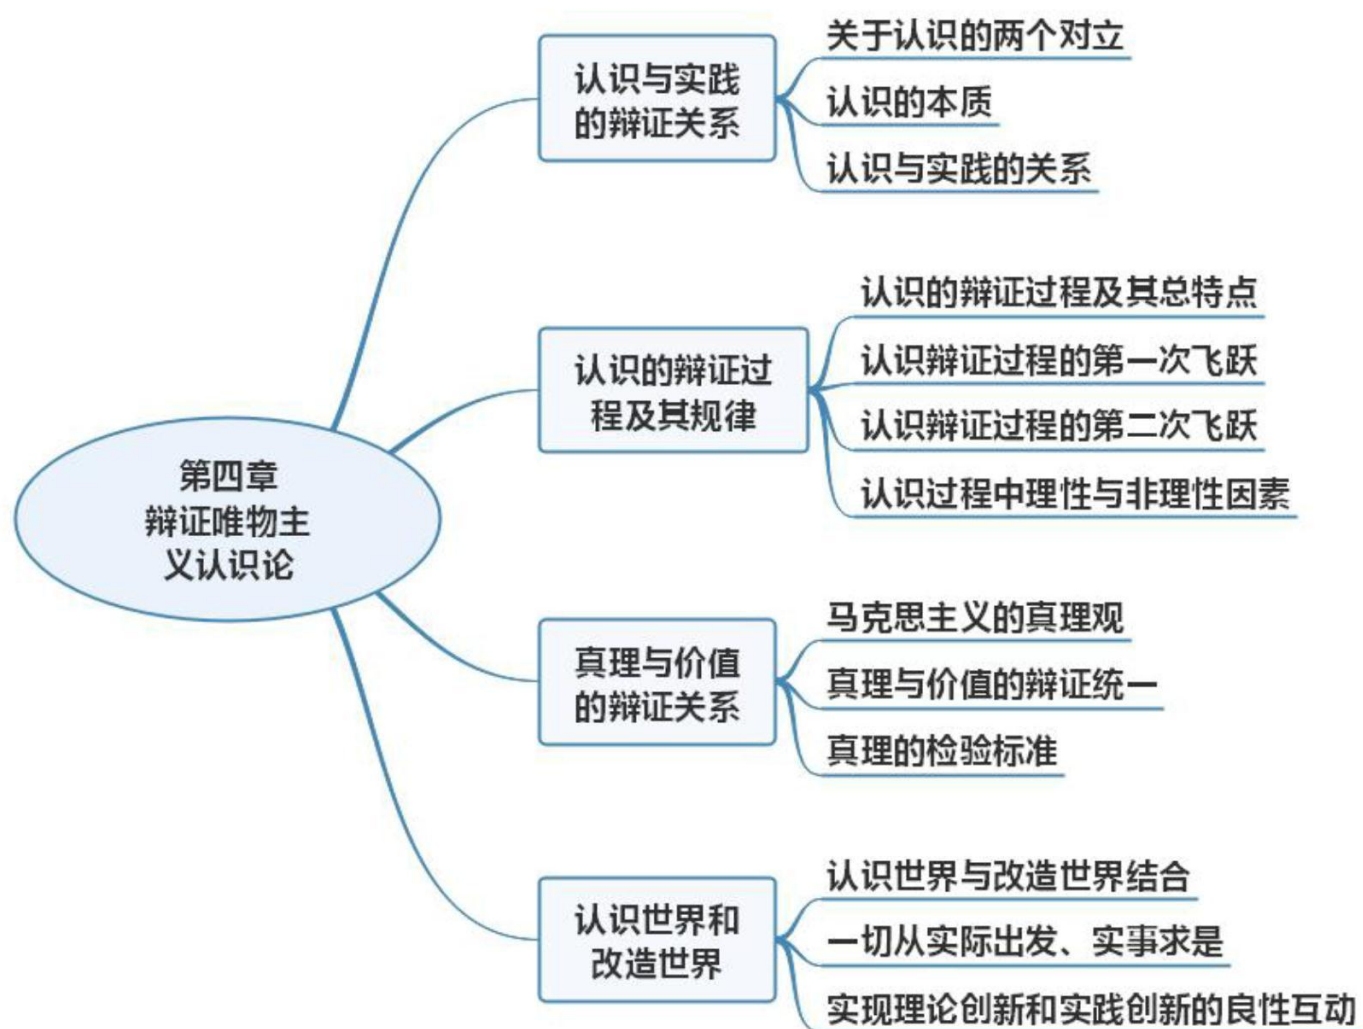 第四章
辩证唯物主
义认识论
认识与实践
的辩证关系
关于认识的两个对立
认识的本质
认识与实践的关系
认识的辩证过
程及其规律
认识的辩证过程及其总特点
认识辩证过程的第一次飞跃
认识辩证过程的第二次飞跃
认识过程中理性与非理性因素
真理与价值
的辩证关系
马克思主义的真理观
真理与价值的辩证统一
真理的检验标准
认识世界和
改造世界
认识世界与改造世界结合
一切从实际出发、实事求是
实现理论创新和实践创新的良性互动